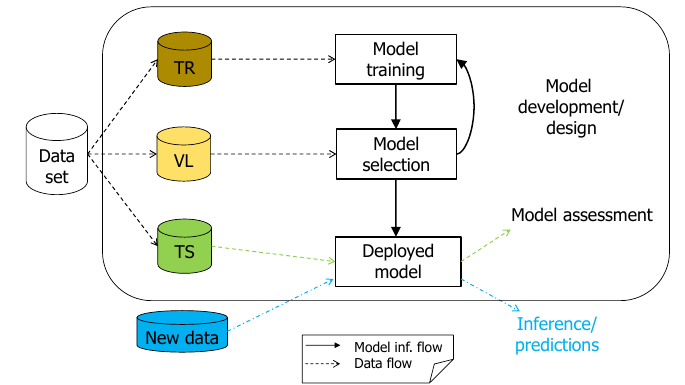 Data
set
TR
VL
TS
New data
Model
training
Model
selection
Deployed
model
Model
development/
design
Model assessment
Inference/
predictions
Model inf. flow
Data flow